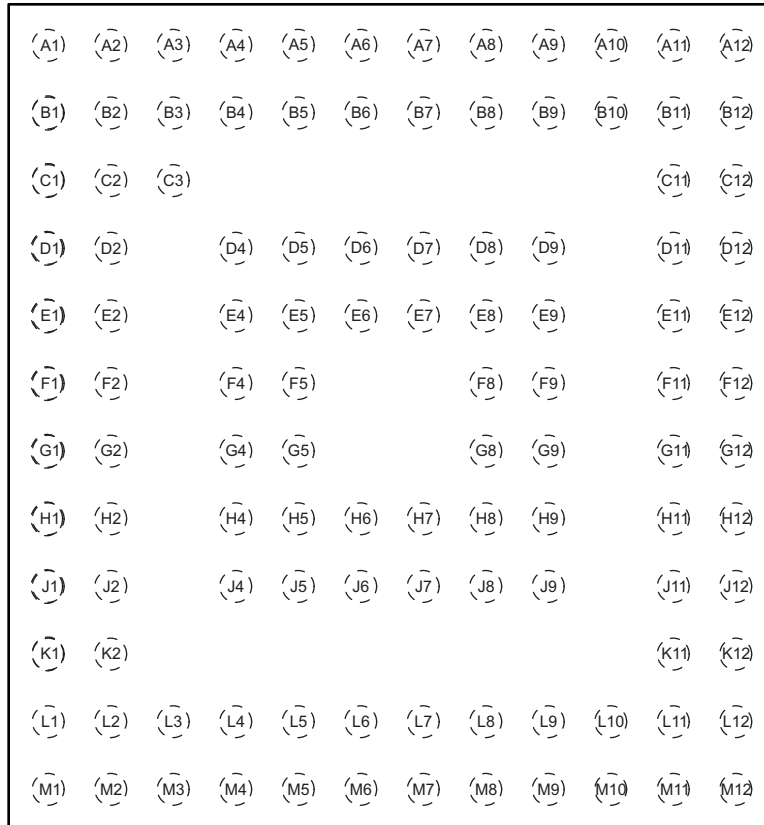 A1 A2 A3 A4 A5 A6 A7 A8 A9 A10 A11 A12
B1 B2 B3 B4 B5 B6 B7 B8 B9 B10 B11 B12
C1 C2 C3 C11 C12
D1 D2 D4 D5 D6 D7 D8 D9 D11 D12
E1 E2 E4 E5 E6 E7 E8 E9 E11 E12
F1 F2 F4 F5 F8 F9 F11 F12
G1 G2 G4 G5 G8 G9 G11 G12
H1 H2 H4 H5 H6 H7 H8 H9 H11 H12
J1 J2 J4 J5 J6 J7 J8 J9 J11 J12
K1 K2 K11 K12
L1 L2 L3 L4 L5 L6 L7 L8 L9 L10 L11 L12
M1 M2 M3 M4 M5 M6 M7 M8 M9 M10 M11 M12